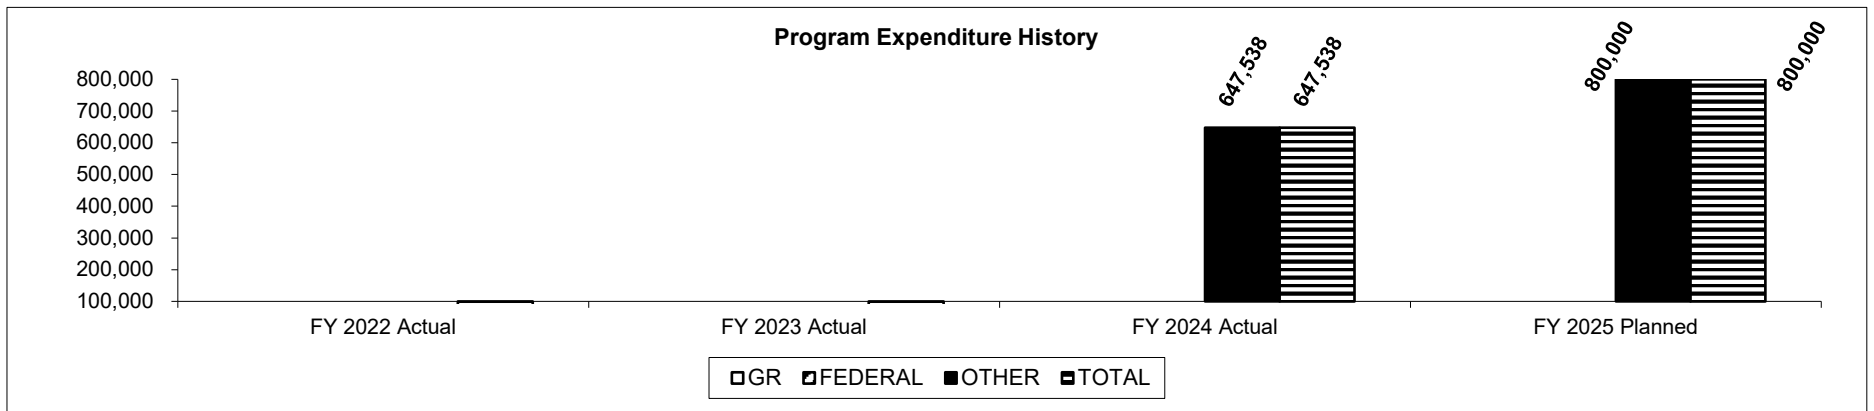 Program Expenditure History
647,538
647,538
800,000
800,000
800,000
700,000
600,000
500,000
400,000
300,000
200,000
100,000
FY 2022 Actual
FY 2023 Actual
FY 2024 Actual
FY 2025 Planned
GR FEDERAL OTHER TOTAL